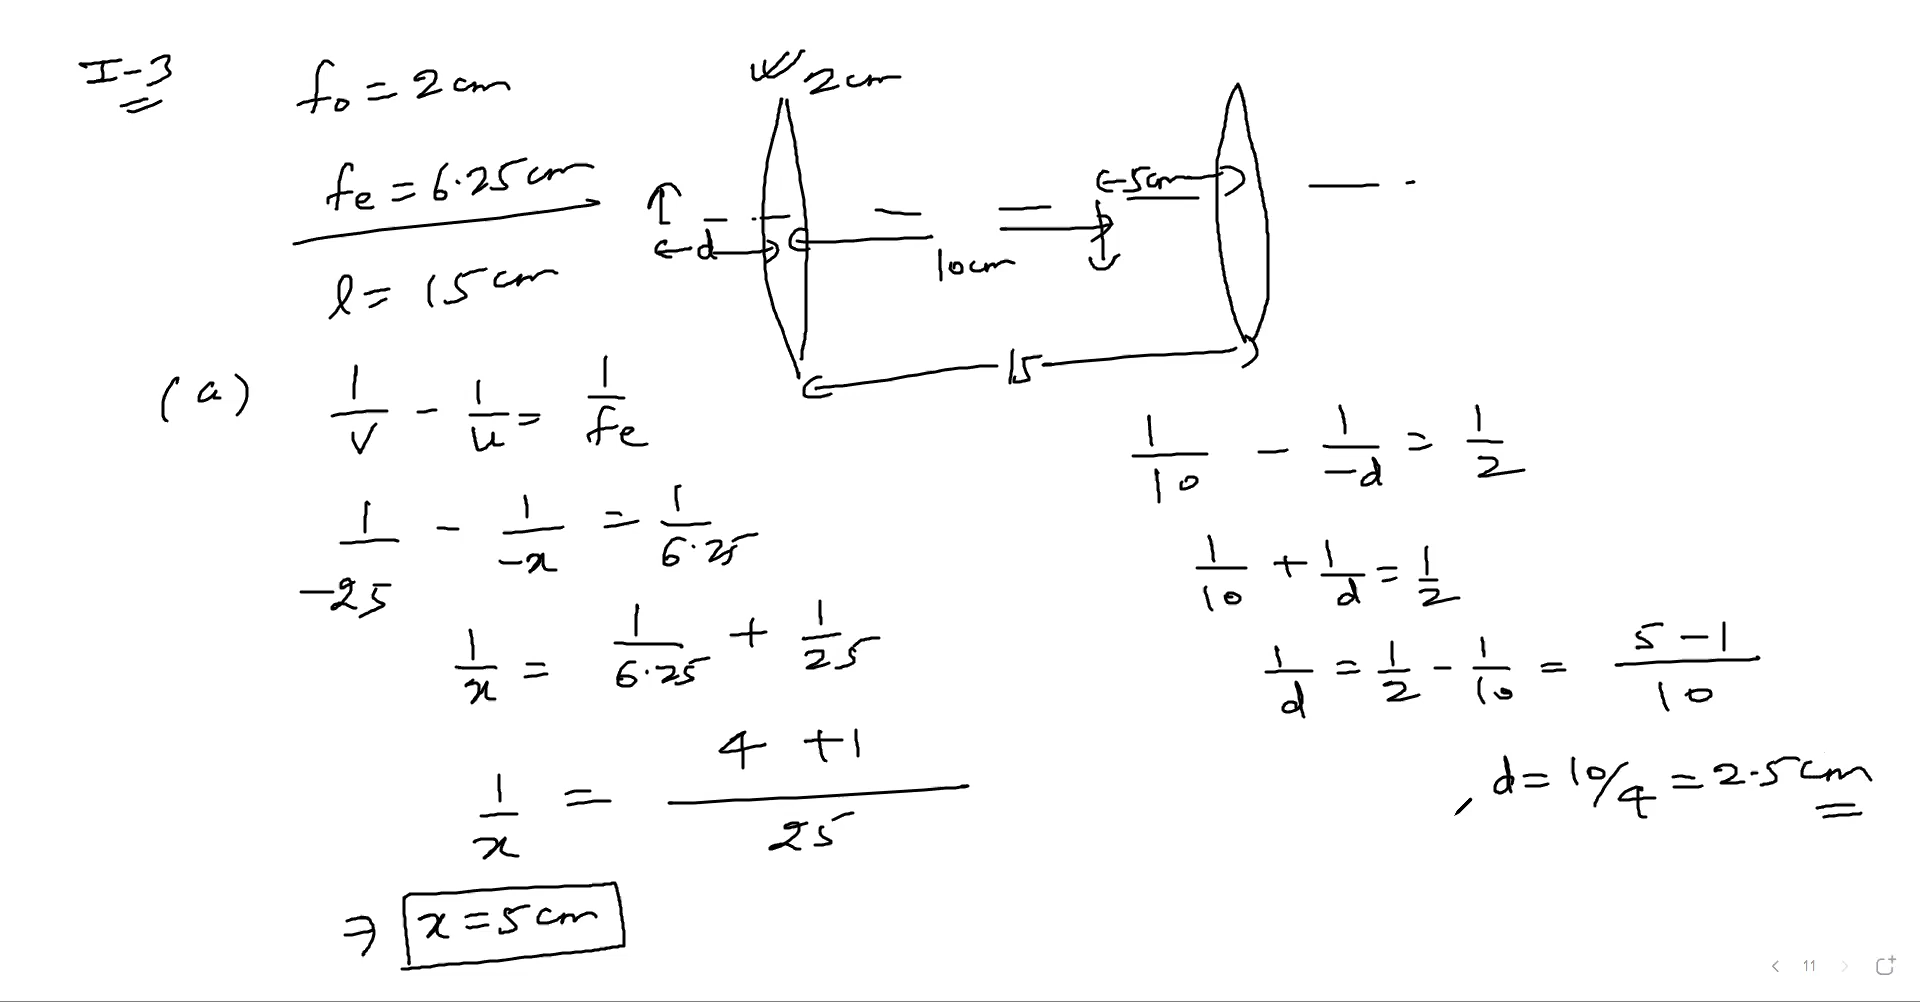 I-3
f₀ = 2 cm
fe = 6.25 cm
l = 15 cm
2 cm
d
10 cm
5 cm
15
(a) 1/v - 1/u = 1/fe
1/-25 - 1/-x = 1/6.25
1/x = 1/6.25 + 1/25
1/x = 4 + 1/25
⇒ x = 5 cm
1/10 - 1/-d = 1/2
1/10 + 1/d = 1/2
1/d = 1/2 - 1/10 = 5 - 1/10
, d = 10/4 = 2.5 cm
< 11 >